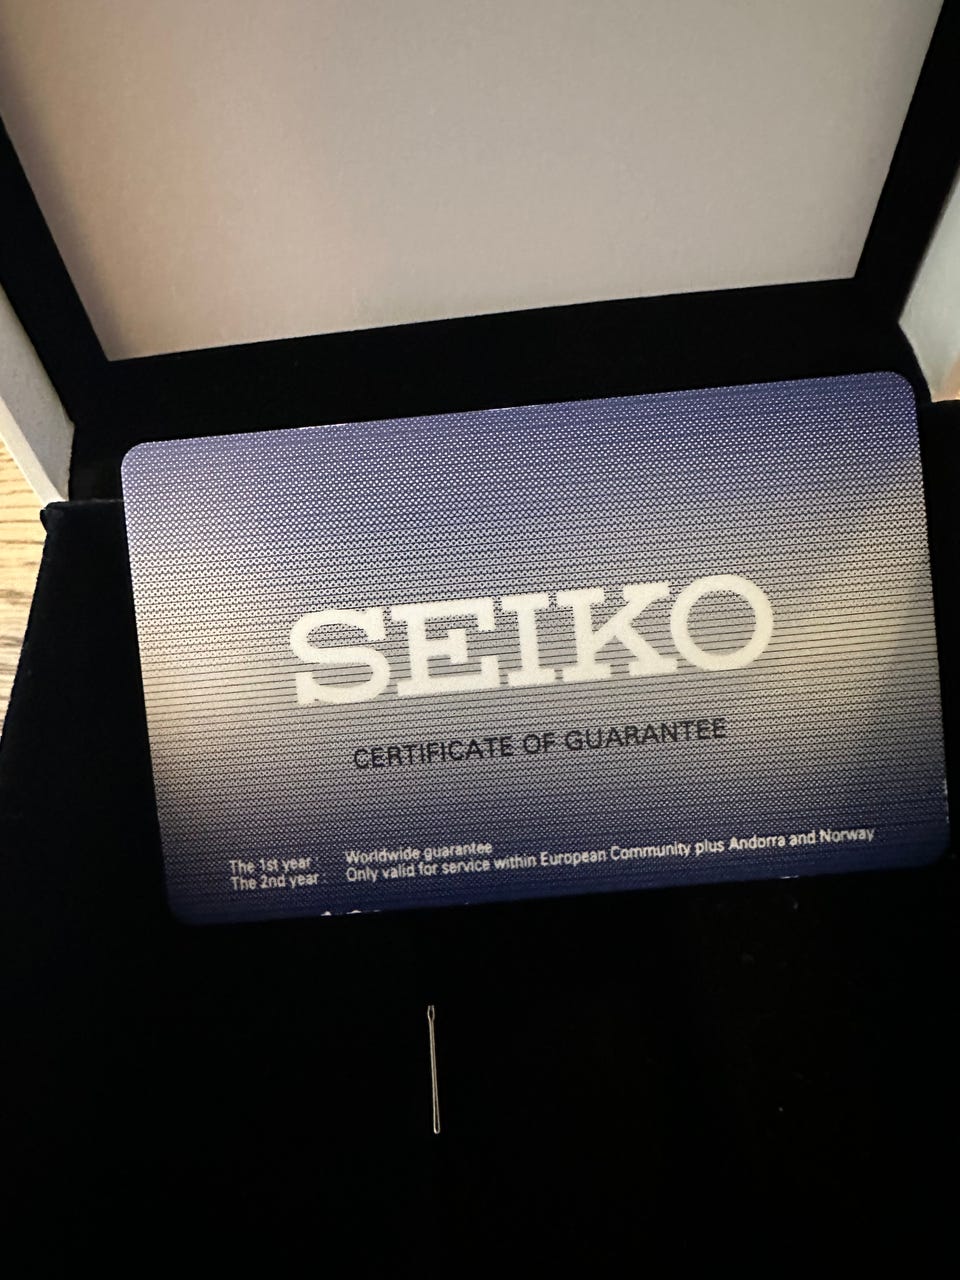 SEIKO
CERTIFICATE OF GUARANTEE
The 1st year Worldwide guarantee
The 2nd year: Only valid for service within European Community plus Andorra and Norway